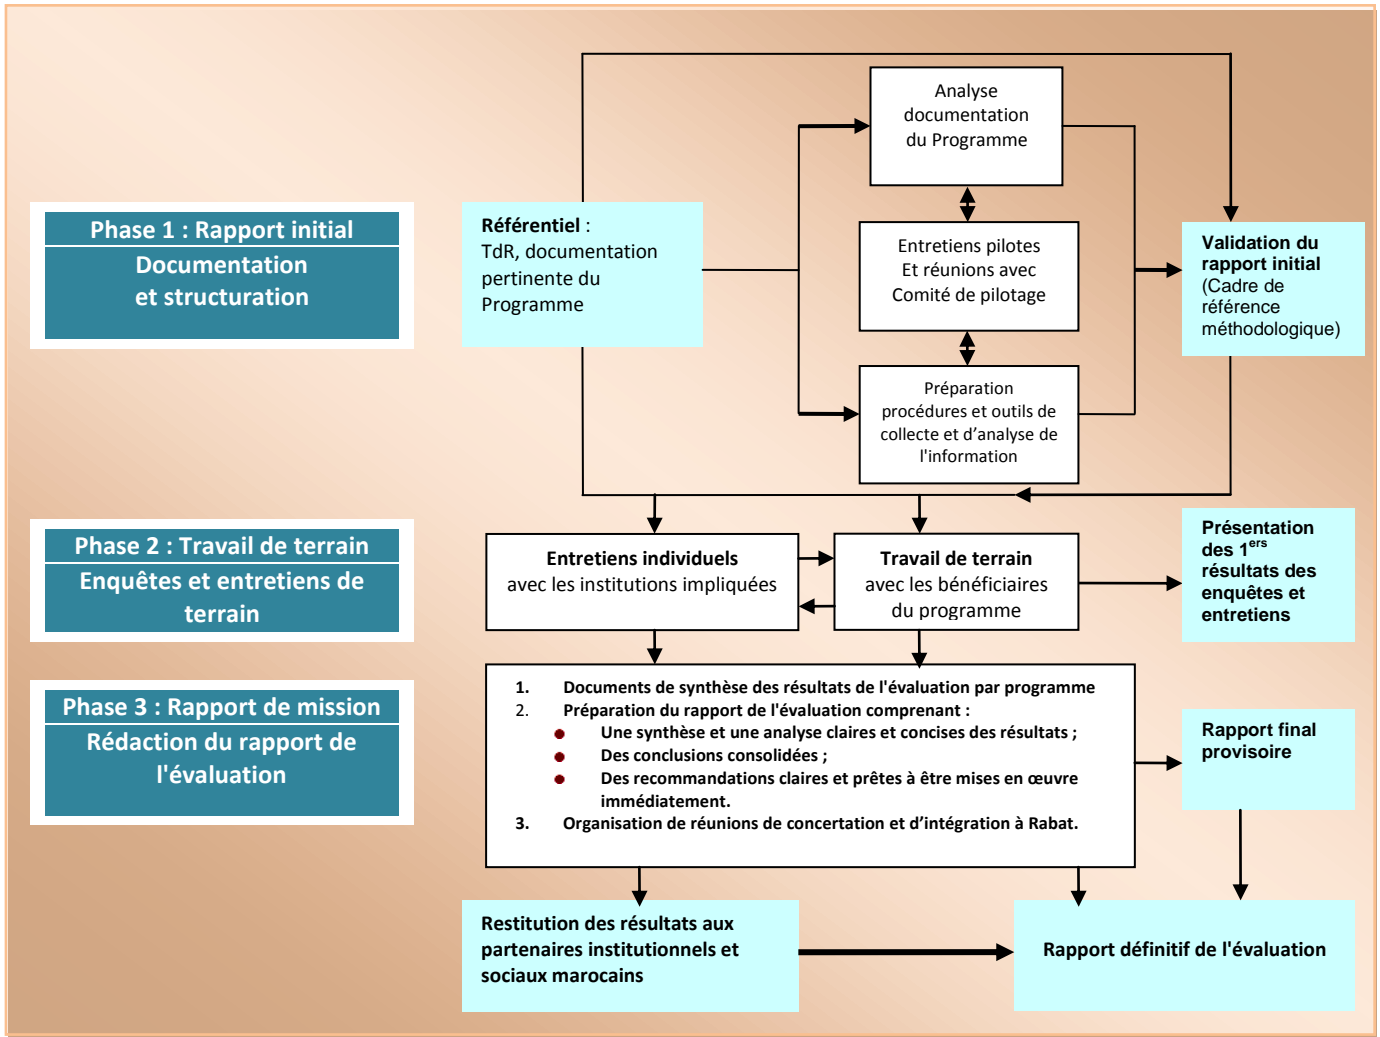 Analyse
documentation
du Programme
Phase 1 : Rapport initial
Documentation
et structuration
Référentiel :
TdR, documentation
pertinente du
Programme
Entretiens pilotes
Et réunions avec
Comité de pilotage
Validation du
rapport initial
(Cadre de
référence
méthodologique)
Préparation
procédures et outils de
collecte et d’analyse de
l'information
Phase 2 : Travail de terrain
Enquêtes et entretiens de
terrain
Entretiens individuels
avec les institutions impliquées
Travail de terrain
avec les bénéficiaires
du programme
Présentation
des 1ers
résultats des
enquêtes et
entretiens
Phase 3 : Rapport de mission
Rédaction du rapport de
l'évaluation
1. Documents de synthèse des résultats de l'évaluation par programme
2. Préparation du rapport de l'évaluation comprenant :
● Une synthèse et une analyse claires et concises des résultats ;
● Des conclusions consolidées ;
● Des recommandations claires et prêtes à être mises en œuvre
immédiatement.
3. Organisation de réunions de concertation et d’intégration à Rabat.
Rapport final
provisoire
Restitution des résultats aux
partenaires institutionnels et
sociaux marocains
Rapport définitif de l'évaluation